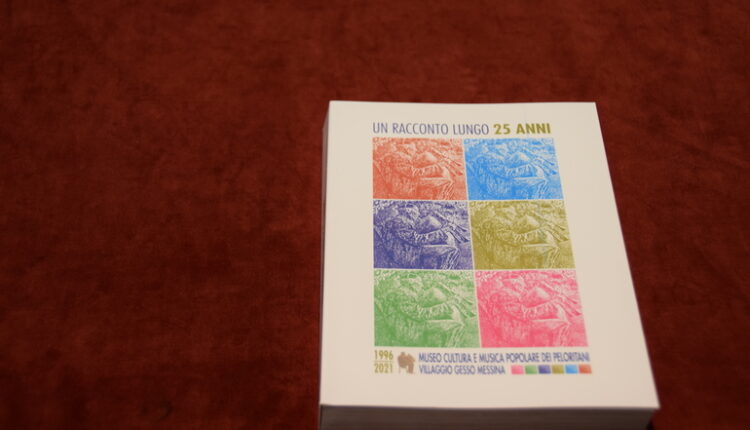 UN RACCONTO LUNGO 25 ANNI
1996 MUSEO CULTURA E MUSICA POPOLARE DEI PELORITANI
2021 VILLAGGIO GESSO MESSINA